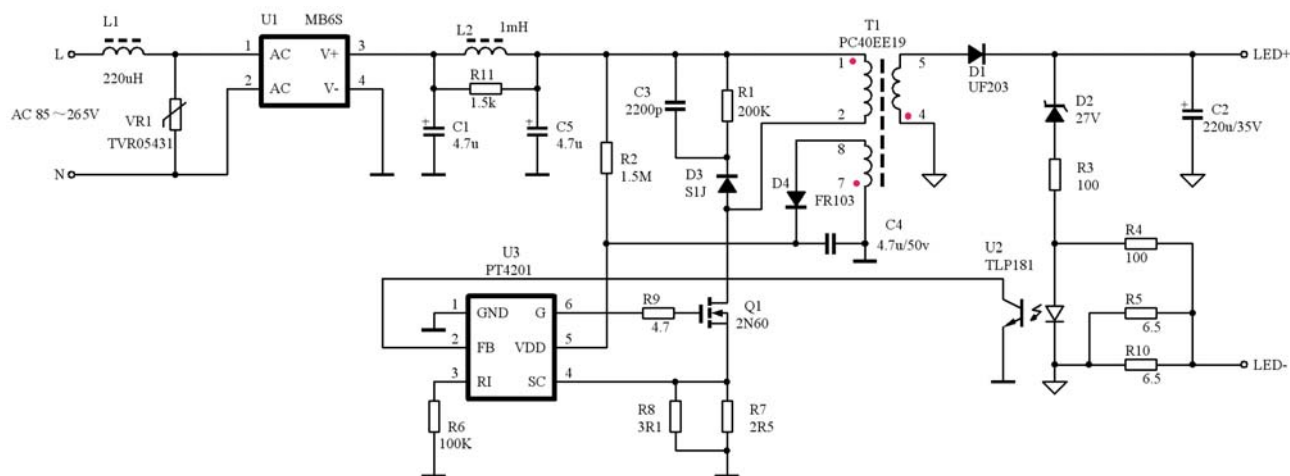 L1
220uH
L
AC 85～265V
VR1
TVR05431
N
U1 MB6S
1 AC V+ 3
2 AC V- 4
L2 1mH
R11
1.5k
C1
4.7u
C5
4.7u
R2
1.5M
C3
2200p
R1
200K
D3
S1J
T1
PC40EE19
1
2
8
7
5
4
D4
FR103
C4
4.7u/50v
D1
UF203
D2
27V
R3
100
C2
220u/35V
LED+
U3
PT4201
1 GND G 6
2 FB VDD 5
3 RI SC 4
R6
100K
R9
4.7
Q1
2N60
R8
3R1
R7
2R5
U2
TLP181
R4
100
R5
6.5
R10
6.5
LED-
+
+
+